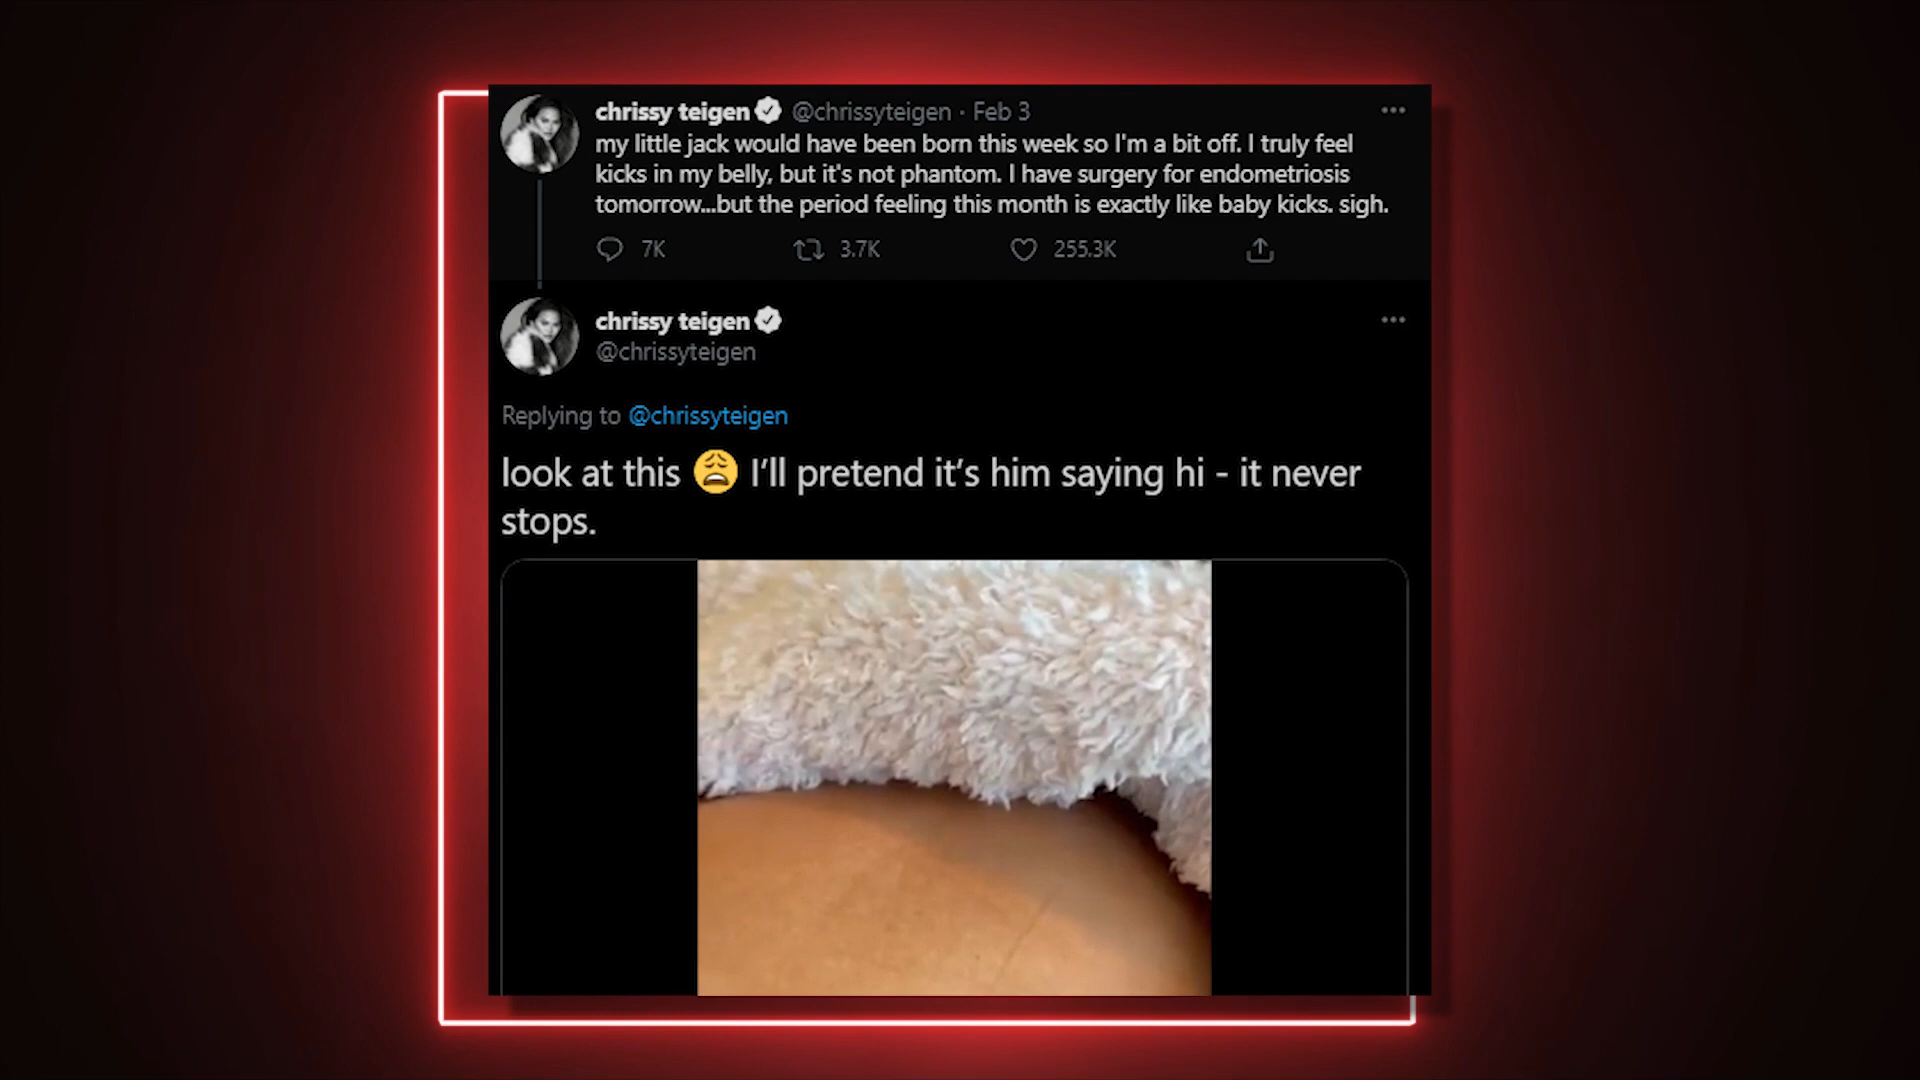 chrissy teigen @chrissyteigen · Feb 3
my little jack would have been born this week so I'm a bit off. I truly feel
kicks in my belly, but it's not phantom. I have surgery for endometriosis
tomorrow...but the period feeling this month is exactly like baby kicks. sigh.
7K 3.7K 255.3K
chrissy teigen
@chrissyteigen
Replying to @chrissyteigen
look at this 😩 I'll pretend it's him saying hi - it never
stops.